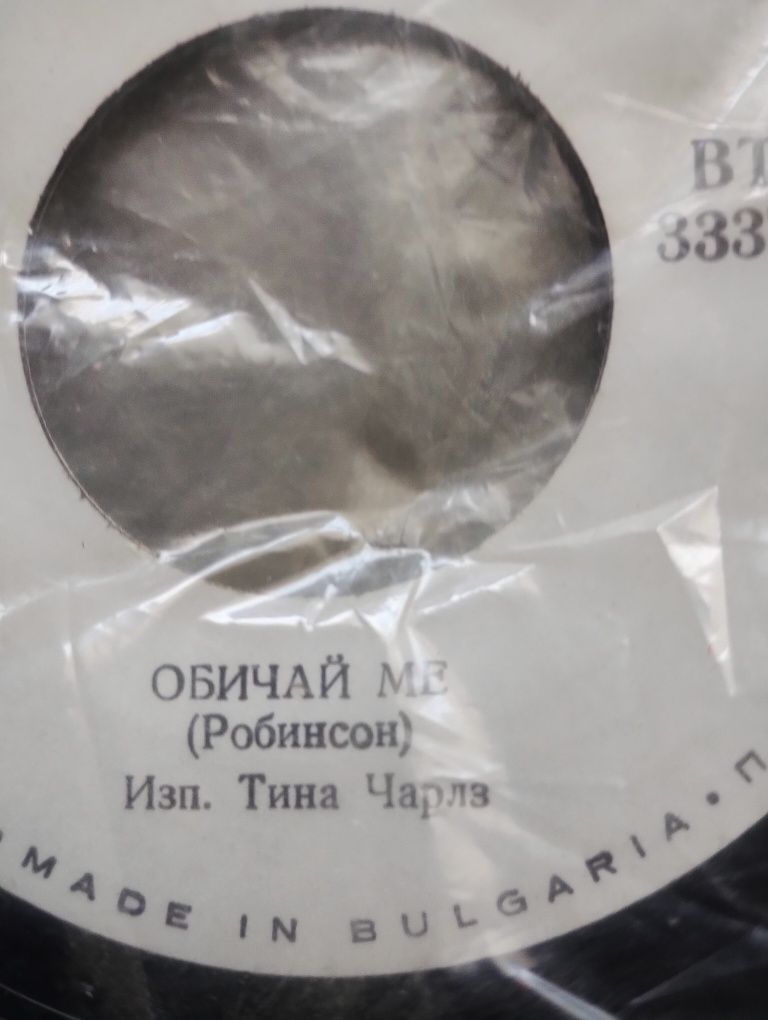 ВТ
333
ОБИЧАЙ МЕ
(Робинсон)
Изп. Тина Чарлз
• MADE IN BULGARIA • П